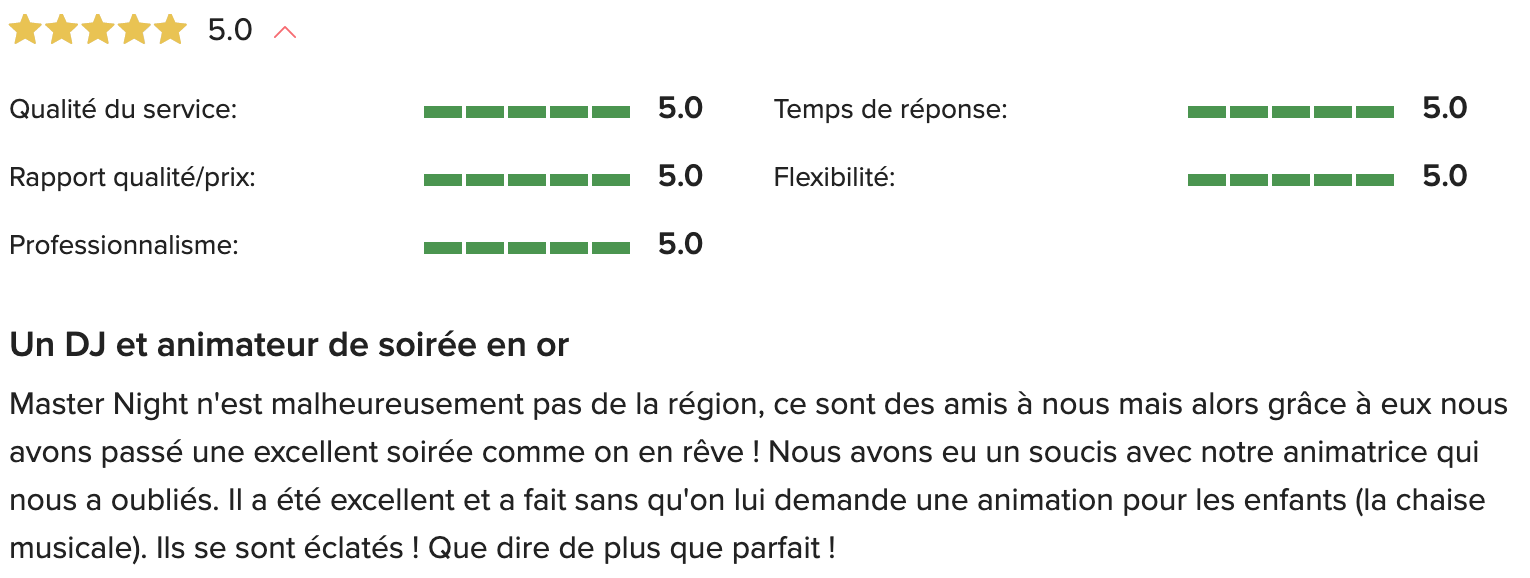 5.0
Qualité du service: 5.0 Temps de réponse: 5.0
Rapport qualité/prix: 5.0 Flexibilité: 5.0
Professionnalisme: 5.0
Un DJ et animateur de soirée en or
Master Night n'est malheureusement pas de la région, ce sont des amis à nous mais alors grâce à eux nous
avons passé une excellent soirée comme on en rêve ! Nous avons eu un soucis avec notre animatrice qui
nous a oubliés. Il a été excellent et a fait sans qu'on lui demande une animation pour les enfants (la chaise
musicale). Ils se sont éclatés ! Que dire de plus que parfait !